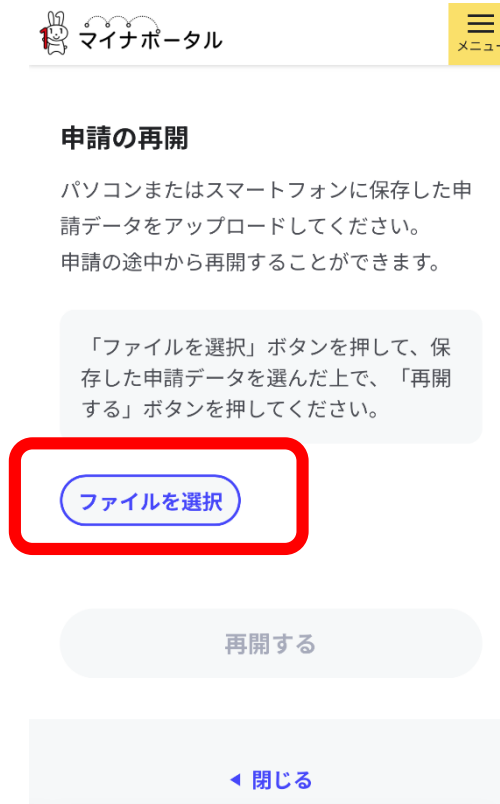 マイナポータル
メニュー
申請の再開
パソコンまたはスマートフォンに保存した申
請データをアップロードしてください。
申請の途中から再開することができます。
「ファイルを選択」ボタンを押して、保
存した申請データを選んだ上で、「再開
する」ボタンを押してください。
ファイルを選択
再開する
閉じる